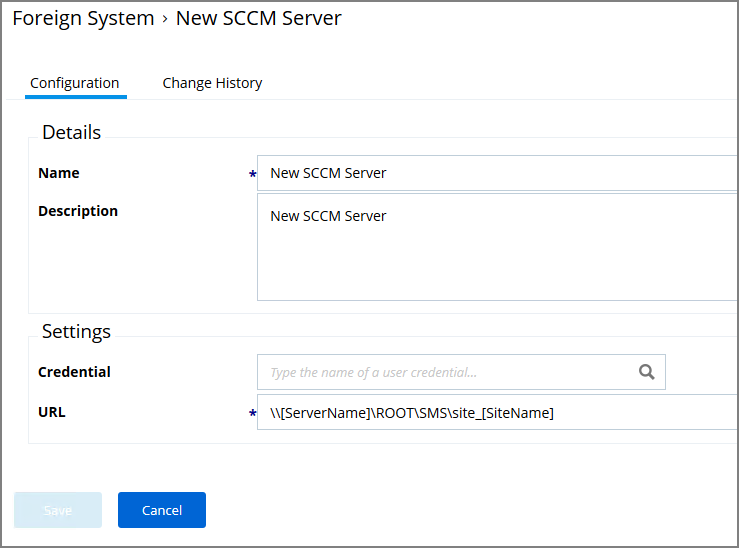 Foreign System › New SCCM Server
Configuration Change History
Details
Name * New SCCM Server
Description New SCCM Server
Settings
Credential Type the name of a user credential...
URL * \\[ServerName]\ROOT\SMS\site_[SiteName]
Save Cancel